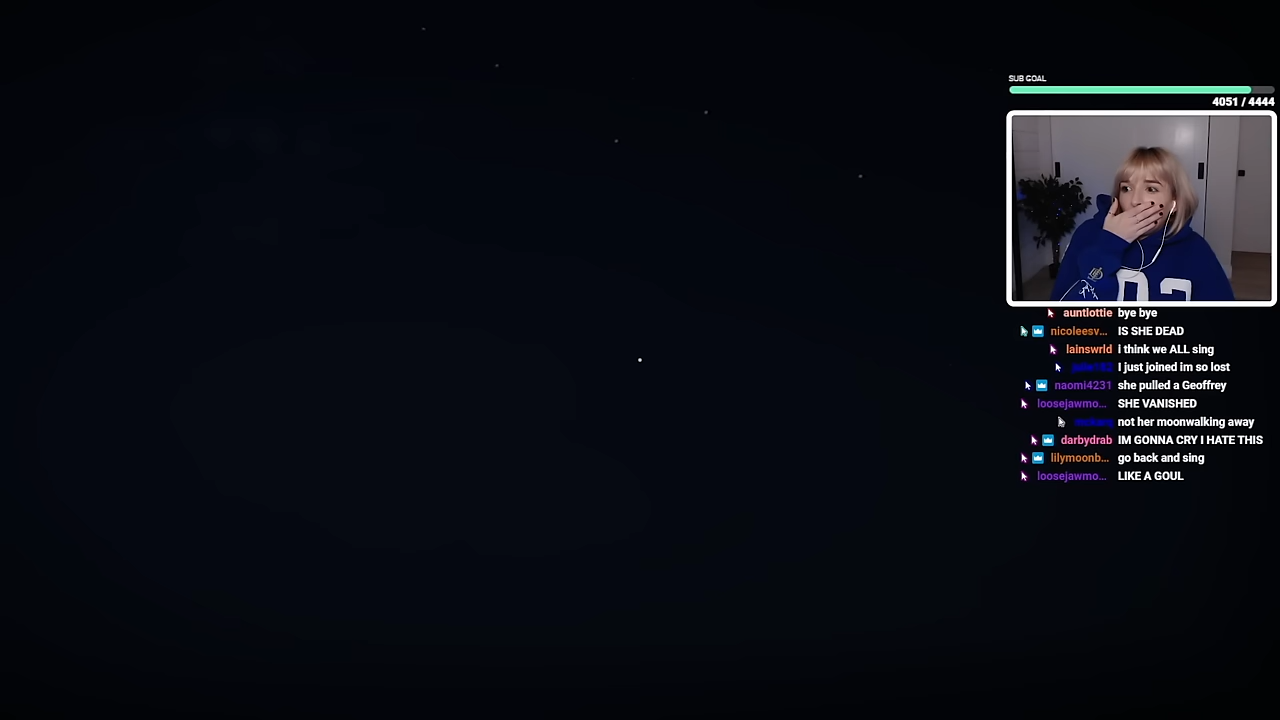 SUB GOAL
4051 / 4444
auntlottie bye bye
nicoleesv... IS SHE DEAD
lainswrld i think we ALL sing
I just joined im so lost
naomi4231 she pulled a Geoffrey
loosejawmo... SHE VANISHED
not her moonwalking away
darbydrab IM GONNA CRY I HATE THIS
lilymoonb... go back and sing
loosejawmo... LIKE A GOUL